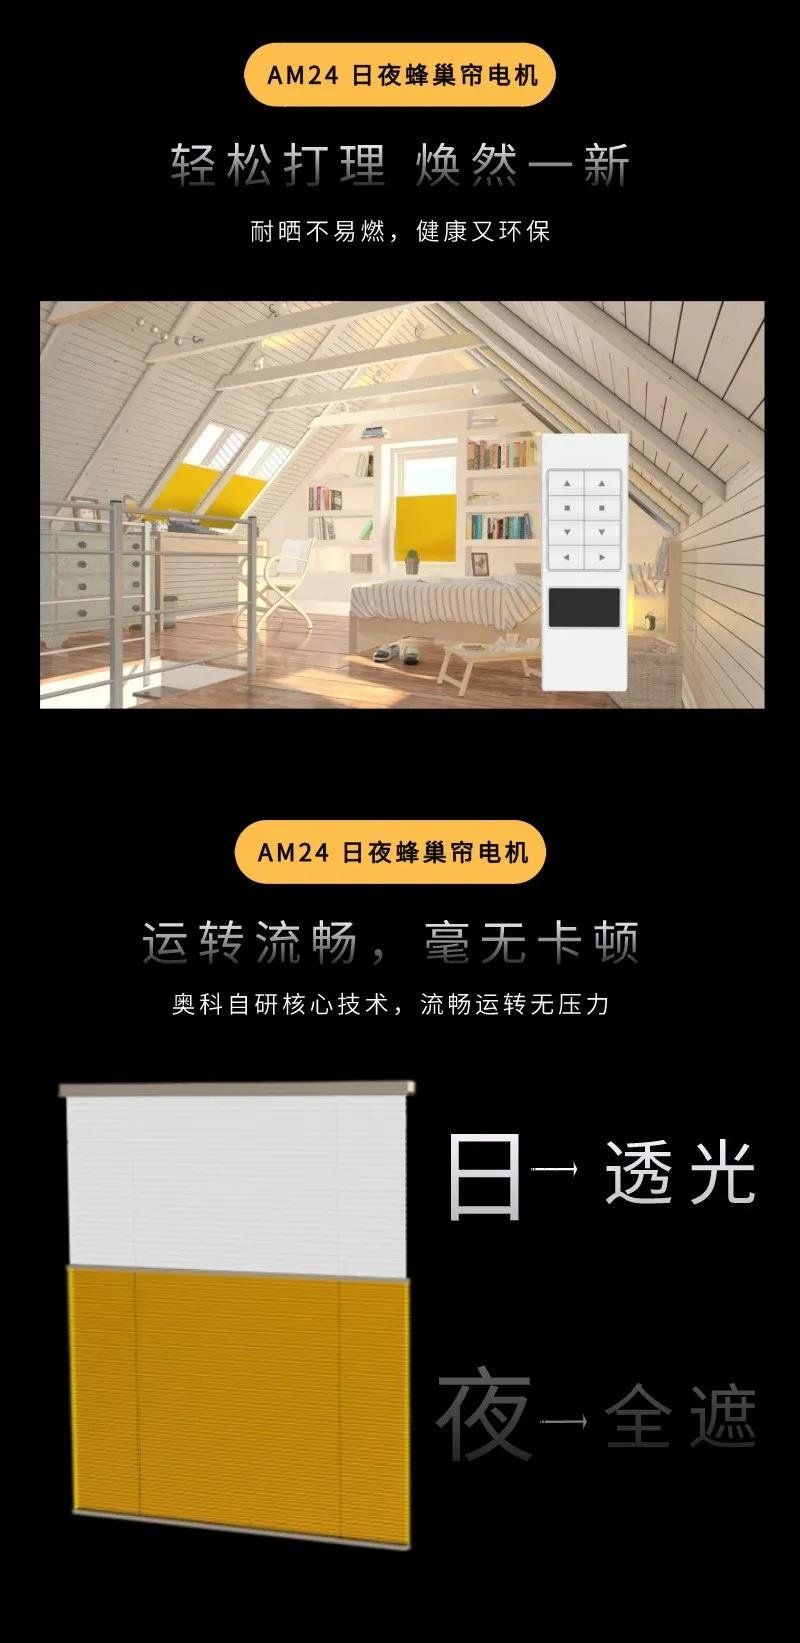 AM24 日夜蜂巢帘电机
轻松打理 焕然一新
耐晒不易燃，健康又环保
AM24 日夜蜂巢帘电机
运转流畅，毫无卡顿
奥科自研核心技术，流畅运转无压力
日→透光
夜→全遮